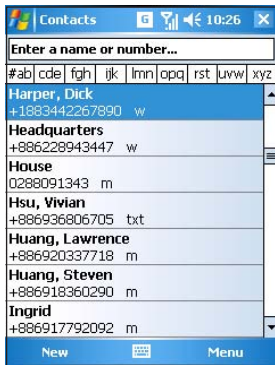 Contacts G 10:26
Enter a name or number...
#ab cde fgh ijk lmn opq rst uvw xyz
Harper, Dick
+1883442267890 w
Headquarters
+886228943447 w
House
0288091343 m
Hsu, Vivian
+886936806705 txt
Huang, Lawrence
+886920337718 m
Huang, Steven
+886918360290 m
Ingrid
+886917792092 m
New Menu